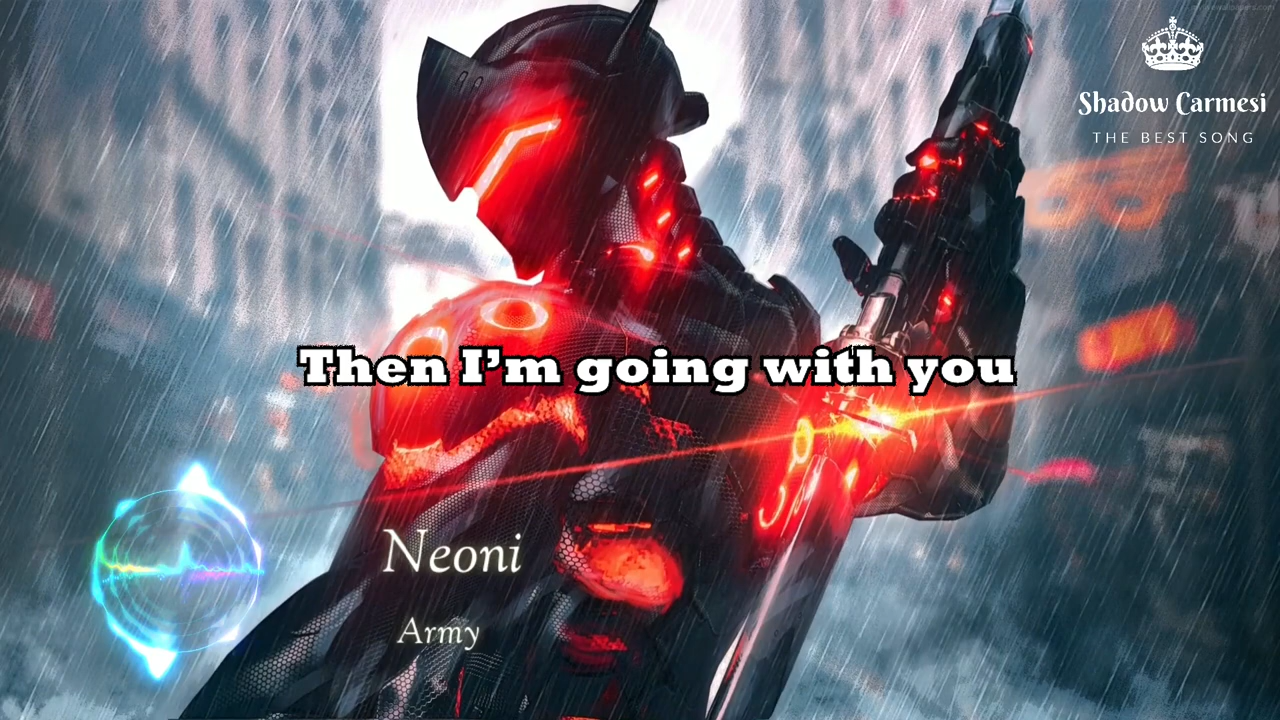 Shadow Carmesi
THE BEST SONG
Then I'm going with you
Neoni
Army